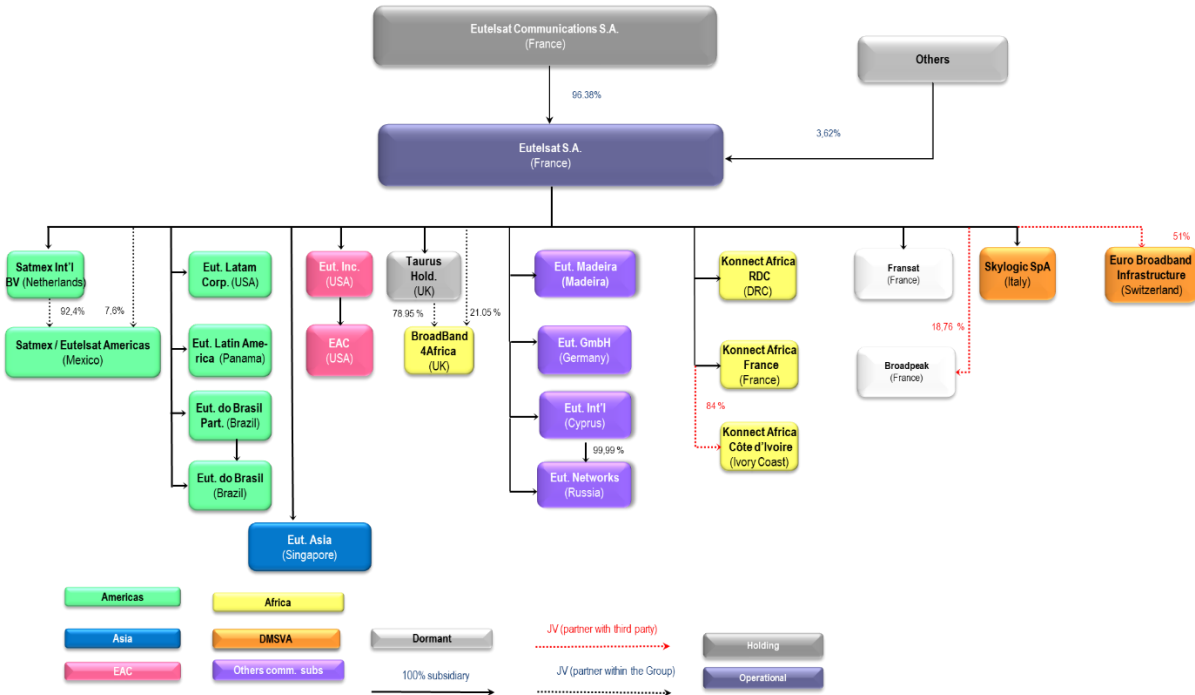 Eutelsat Communications S.A.
(France)
Others
96.38%
3,62%
Eutelsat S.A.
(France)
51%
Satmex Int'l
BV (Netherlands)
Eut. Latam
Corp. (USA)
Eut. Inc.
(USA)
Taurus
Hold.
(UK)
Eut. Madeira
(Madeira)
Konnect Africa
RDC
(DRC)
Fransat
(France)
Skylogic SpA
(Italy)
Euro Broadband
Infrastructure
(Switzerland)
92,4%
7,6%
78.95 %
21.05 %
18,76 %
Satmex / Eutelsat Americas
(Mexico)
Eut. Latin Ame-
rica (Panama)
EAC
(USA)
BroadBand
4Africa
(UK)
Eut. GmbH
(Germany)
Konnect Africa
France
(France)
Broadpeak
(France)
84 %
Eut. do Brasil
Part. (Brazil)
Eut. Int'l
(Cyprus)
Konnect Africa
Côte d'Ivoire
(Ivory Coast)
99,99 %
Eut. do Brasil
(Brazil)
Eut. Networks
(Russia)
Eut. Asia
(Singapore)
Americas
Africa
Asia
DMSVA
Dormant
JV (partner with third party)
Holding
EAC
Others comm. subs
100% subsidiary
JV (partner within the Group)
Operational